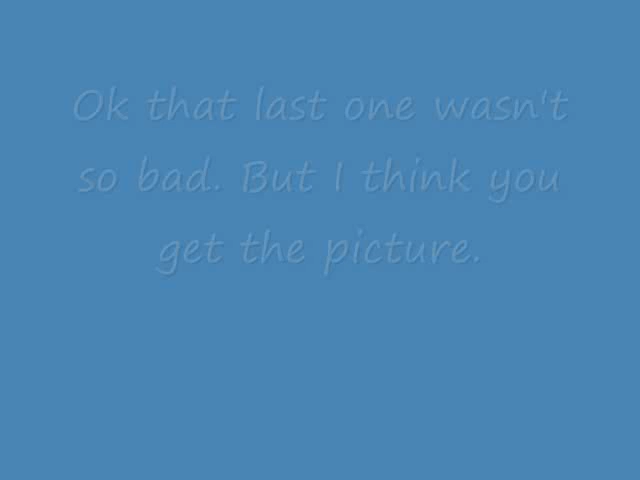 Ok that last one wasn't
so bad. But I think you
get the picture.